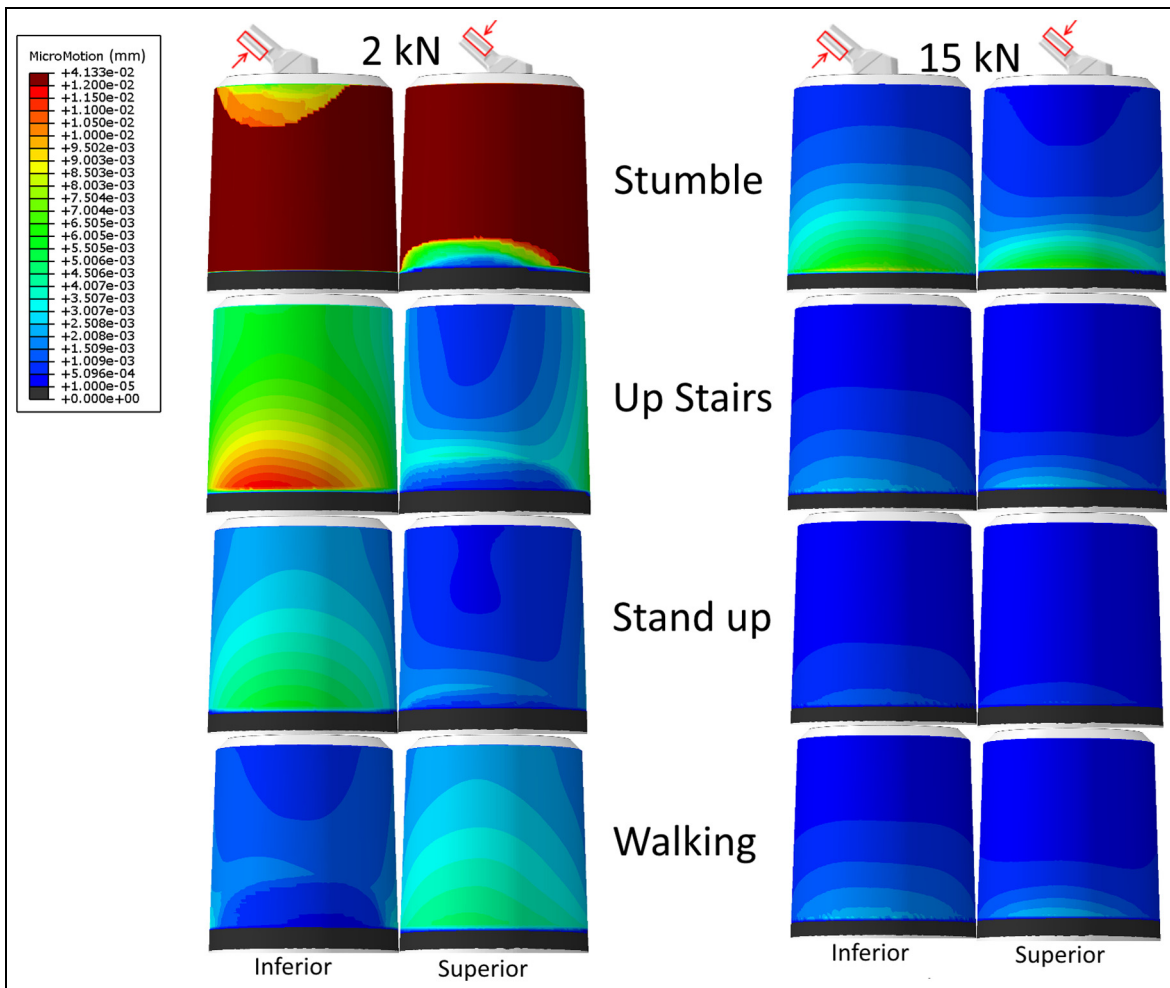 2 kN
15 kN
MicroMotion (mm)
+4.133e-02
+1.200e-02
+1.150e-02
+1.100e-02
+1.050e-02
+1.000e-02
+9.502e-03
+9.003e-03
+8.503e-03
+8.003e-03
+7.504e-03
+7.004e-03
+6.505e-03
+6.005e-03
+5.505e-03
+5.006e-03
+4.506e-03
+3.507e-03
+3.007e-03
+2.508e-03
+2.008e-03
+1.509e-03
+1.009e-03
+5.096e-04
+1.000e-05
+0.000e+00
Stumble
Up Stairs
Stand up
Walking
Inferior
Superior
Inferior
Superior